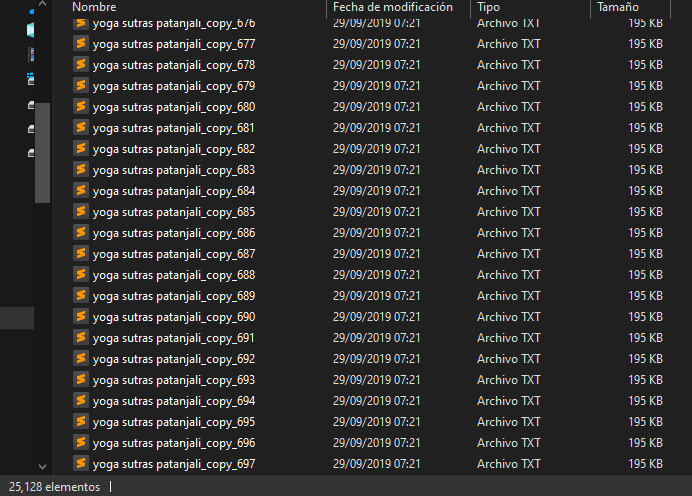 Nombre Fecha de modificación Tipo Tamaño
yoga sutras patanjali_copy_676 29/09/2019 07:21 Archivo TXT 195 KB
yoga sutras patanjali_copy_677 29/09/2019 07:21 Archivo TXT 195 KB
yoga sutras patanjali_copy_678 29/09/2019 07:21 Archivo TXT 195 KB
yoga sutras patanjali_copy_679 29/09/2019 07:21 Archivo TXT 195 KB
yoga sutras patanjali_copy_680 29/09/2019 07:21 Archivo TXT 195 KB
yoga sutras patanjali_copy_681 29/09/2019 07:21 Archivo TXT 195 KB
yoga sutras patanjali_copy_682 29/09/2019 07:21 Archivo TXT 195 KB
yoga sutras patanjali_copy_683 29/09/2019 07:21 Archivo TXT 195 KB
yoga sutras patanjali_copy_684 29/09/2019 07:21 Archivo TXT 195 KB
yoga sutras patanjali_copy_685 29/09/2019 07:21 Archivo TXT 195 KB
yoga sutras patanjali_copy_686 29/09/2019 07:21 Archivo TXT 195 KB
yoga sutras patanjali_copy_687 29/09/2019 07:21 Archivo TXT 195 KB
yoga sutras patanjali_copy_688 29/09/2019 07:21 Archivo TXT 195 KB
yoga sutras patanjali_copy_689 29/09/2019 07:21 Archivo TXT 195 KB
yoga sutras patanjali_copy_690 29/09/2019 07:21 Archivo TXT 195 KB
yoga sutras patanjali_copy_691 29/09/2019 07:21 Archivo TXT 195 KB
yoga sutras patanjali_copy_692 29/09/2019 07:21 Archivo TXT 195 KB
yoga sutras patanjali_copy_693 29/09/2019 07:21 Archivo TXT 195 KB
yoga sutras patanjali_copy_694 29/09/2019 07:21 Archivo TXT 195 KB
yoga sutras patanjali_copy_695 29/09/2019 07:21 Archivo TXT 195 KB
yoga sutras patanjali_copy_696 29/09/2019 07:21 Archivo TXT 195 KB
yoga sutras patanjali_copy_697 29/09/2019 07:21 Archivo TXT 195 KB
25,128 elementos